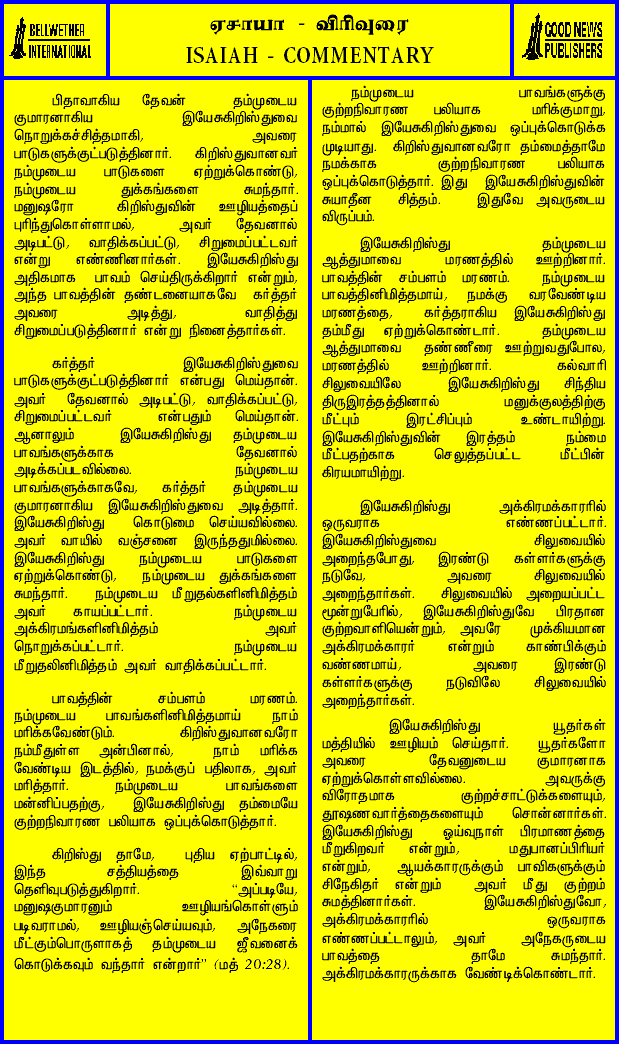 BELLWETHER
INTERNATIONAL
ஏசாயா - விரிவுரை
ISAIAH - COMMENTARY
GOOD NEWS
PUBLISHERS
பிதாவாகிய தேவன் தம்முடைய
குமாரனாகிய இயேசுகிறிஸ்துவை
நொறுக்கச்சித்தமாகி, அவரை
பாடுகளுக்குட்படுத்தினார். கிறிஸ்துவானவர்
நம்முடைய பாடுகளை ஏற்றுக்கொண்டு,
நம்முடைய துக்கங்களை சுமந்தார்.
மனுஷரோ கிறிஸ்துவின் ஊழியத்தைப்
புரிந்துகொள்ளாமல், அவர் தேவனால்
அடிபட்டு, வாதிக்கப்பட்டு, சிறுமைப்பட்டவர்
என்று எண்ணினார்கள். இயேசுகிறிஸ்து
அதிகமாக பாவம் செய்திருக்கிறார் என்றும்,
அந்த பாவத்தின் தண்டனையாகவே கர்த்தர்
அவரை அடித்து, வாதித்து
சிறுமைப்படுத்தினார் என்று நினைத்தார்கள்.
கர்த்தர் இயேசுகிறிஸ்துவை
பாடுகளுக்குட்படுத்தினார் என்பது மெய்தான்.
அவர் தேவனால் அடிபட்டு, வாதிக்கப்பட்டு,
சிறுமைப்பட்டவர் என்பதும் மெய்தான்.
ஆனாலும் இயேசுகிறிஸ்து தம்முடைய
பாவங்களுக்காக தேவனால்
அடிக்கப்படவில்லை. நம்முடைய
பாவங்களுக்காகவே, கர்த்தர் தம்முடைய
குமாரனாகிய இயேசுகிறிஸ்துவை அடித்தார்.
இயேசுகிறிஸ்து கொடுமை செய்யவில்லை.
அவர் வாயில் வஞ்சனை இருந்ததுமில்லை.
இயேசுகிறிஸ்து நம்முடைய பாடுகளை
ஏற்றுக்கொண்டு, நம்முடைய துக்கங்களை
சுமந்தார். நம்முடைய மீறுதல்களினிமித்தம்
அவர் காயப்பட்டார். நம்முடைய
அக்கிரமங்களினிமித்தம் அவர்
நொறுக்கப்பட்டார். நம்முடைய
மீறுதலினிமித்தம் அவர் வாதிக்கப்பட்டார்.
பாவத்தின் சம்பளம் மரணம்.
நம்முடைய பாவங்களினிமித்தமாய் நாம்
மரிக்கவேண்டும். கிறிஸ்துவானவரோ
நம்மீதுள்ள அன்பினால், நாம் மரிக்க
வேண்டிய இடத்தில், நமக்குப் பதிலாக, அவர்
மரித்தார். நம்முடைய பாவங்களை
மன்னிப்பதற்கு, இயேசுகிறிஸ்து தம்மையே
குற்றநிவாரண பலியாக ஒப்புக்கொடுத்தார்.
கிறிஸ்து தாமே, புதிய ஏற்பாட்டில்,
இந்த சத்தியத்தை இவ்வாறு
தெளிவுபடுத்துகிறார். “அப்படியே,
மனுஷகுமாரனும் ஊழியங்கொள்ளும்
படிவராமல், ஊழியஞ்செய்யவும், அநேகரை
மீட்கும்பொருளாகத் தம்முடைய ஜீவனைக்
கொடுக்கவும் வந்தார் என்றார்” (மத் 20:28).
நம்முடைய பாவங்களுக்கு
குற்றநிவாரண பலியாக மரிக்குமாறு,
நம்மால் இயேசுகிறிஸ்துவை ஒப்புக்கொடுக்க
முடியாது. கிறிஸ்துவானவரோ தம்மைத்தாமே
நமக்காக குற்றநிவாரண பலியாக
ஒப்புக்கொடுத்தார். இது இயேசுகிறிஸ்துவின்
சுயாதீன சித்தம். இதுவே அவருடைய
விருப்பம்.
இயேசுகிறிஸ்து தம்முடைய
ஆத்துமாவை மரணத்தில் ஊற்றினார்.
பாவத்தின் சம்பளம் மரணம். நம்முடைய
பாவத்தினிமித்தமாய், நமக்கு வரவேண்டிய
மரணத்தை, கர்த்தராகிய இயேசுகிறிஸ்து
தம்மீது ஏற்றுக்கொண்டார். தம்முடைய
ஆத்துமாவை தண்ணீரை ஊற்றுவதுபோல,
மரணத்தில் ஊற்றினார். கல்வாரி
சிலுவையிலே இயேசுகிறிஸ்து சிந்திய
திருஇரத்தத்தினால் மனுக்குலத்திற்கு
மீட்பும் இரட்சிப்பும் உண்டாயிற்று.
இயேசுகிறிஸ்துவின் இரத்தம் நம்மை
மீட்பதற்காக செலுத்தப்பட்ட மீட்பின்
கிரயமாயிற்று.
இயேசுகிறிஸ்து அக்கிரமக்காரரில்
ஒருவராக எண்ணப்பட்டார்.
இயேசுகிறிஸ்துவை சிலுவையில்
அறைந்தபோது, இரண்டு கள்ளர்களுக்கு
நடுவே, அவரை சிலுவையில்
அறைந்தார்கள். சிலுவையில் அறையப்பட்ட
மூன்றுபேரில், இயேசுகிறிஸ்துவே பிரதான
குற்றவாளியென்றும், அவரே முக்கியமான
அக்கிரமக்காரர் என்றும் காண்பிக்கும்
வண்ணமாய், அவரை இரண்டு
கள்ளர்களுக்கு நடுவிலே சிலுவையில்
அறைந்தார்கள்.
இயேசுகிறிஸ்து யூதர்கள்
மத்தியில் ஊழியம் செய்தார். யூதர்களோ
அவரை தேவனுடைய குமாரனாக
ஏற்றுக்கொள்ளவில்லை. அவருக்கு
விரோதமாக குற்றச்சாட்டுக்களையும்,
தூஷணவார்த்தைகளையும் சொன்னார்கள்.
இயேசுகிறிஸ்து ஓய்வுநாள் பிரமாணத்தை
மீறுகிறவர் என்றும், மதுபானப்பிரியர்
என்றும், ஆயக்காரருக்கும் பாவிகளுக்கும்
சிநேகிதர் என்றும் அவர் மீது குற்றம்
சுமத்தினார்கள். இயேசுகிறிஸ்துவோ,
அக்கிரமக்காரரில் ஒருவராக
எண்ணப்பட்டாலும், அவர் அநேகருடைய
பாவத்தை தாமே சுமந்தார்.
அக்கிரமக்காரருக்காக வேண்டிக்கொண்டார்.